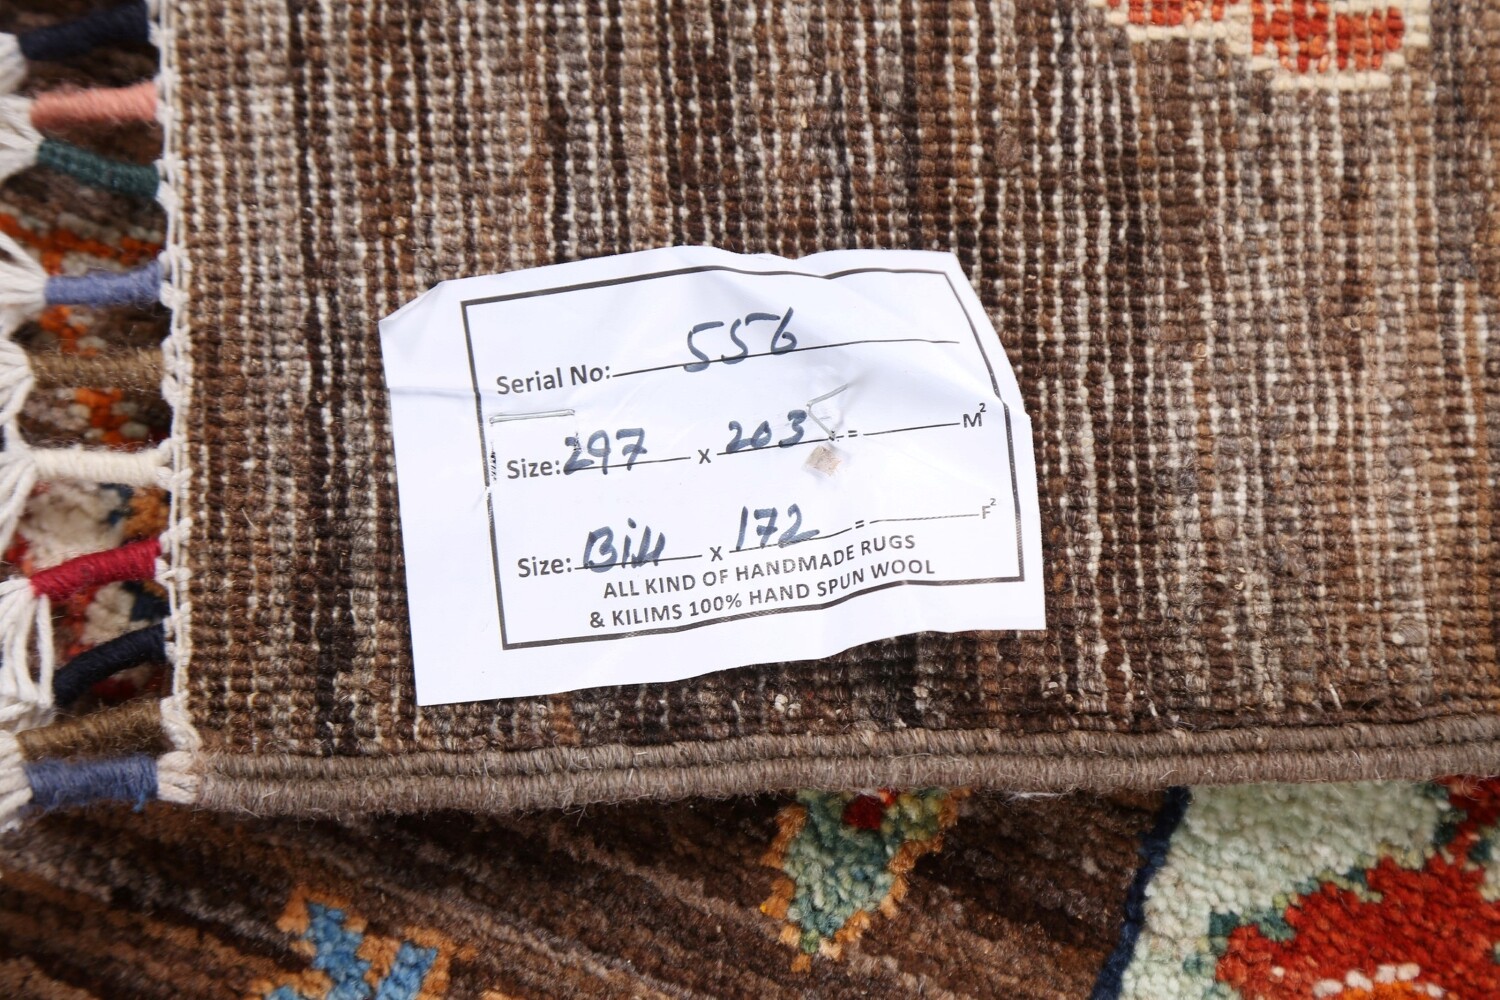 Serial No: 556
Size: 297 x 203 = M²
Size: Bill x 172 = F²
ALL KIND OF HANDMADE RUGS
& KILIMS 100% HAND SPUN WOOL